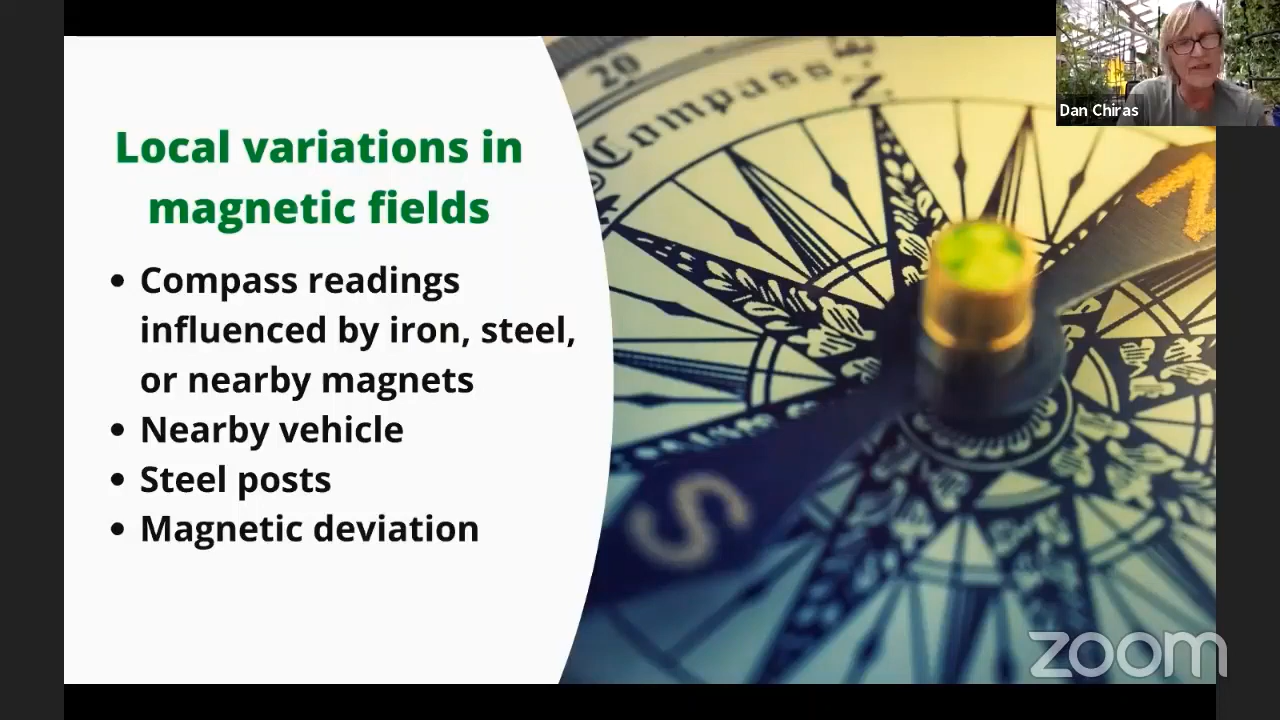 Local variations in
magnetic fields
• Compass readings
influenced by iron, steel,
or nearby magnets
• Nearby vehicle
• Steel posts
• Magnetic deviation
20
Compass
N
S
Dan Chiras
zoom